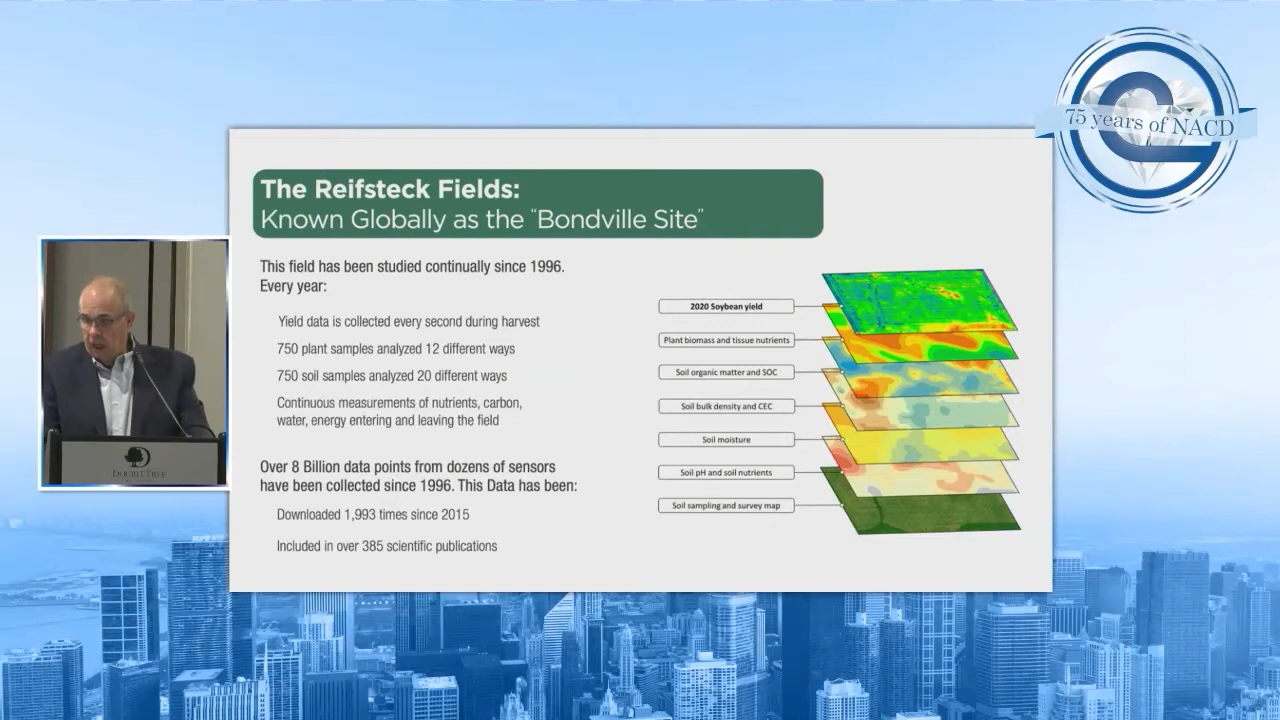 75 years of NACD
The Reifsteck Fields:
Known Globally as the “Bondville Site”
This field has been studied continually since 1996.
Every year:
Yield data is collected every second during harvest
750 plant samples analyzed 12 different ways
750 soil samples analyzed 20 different ways
Continuous measurements of nutrients, carbon,
water, energy entering and leaving the field
Over 8 Billion data points from dozens of sensors
have been collected since 1996. This Data has been:
Downloaded 1,993 times since 2015
Included in over 385 scientific publications
2020 Soybean yield
Plant biomass and tissue nutrients
Soil organic matter and SOC
Soil bulk density and CEC
Soil moisture
Soil pH and soil nutrients
Soil sampling and survey map
DOUBLETREE